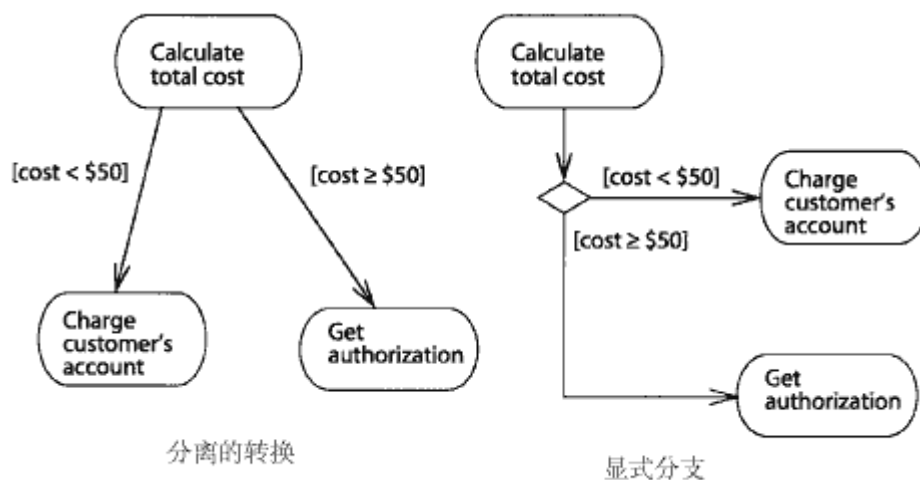 Calculate
total cost
[cost < $50]
[cost ≥ $50]
Charge
customer's
account
Get
authorization
分离的转换
Calculate
total cost
[cost < $50]
Charge
customer's
account
[cost ≥ $50]
Get
authorization
显式分支